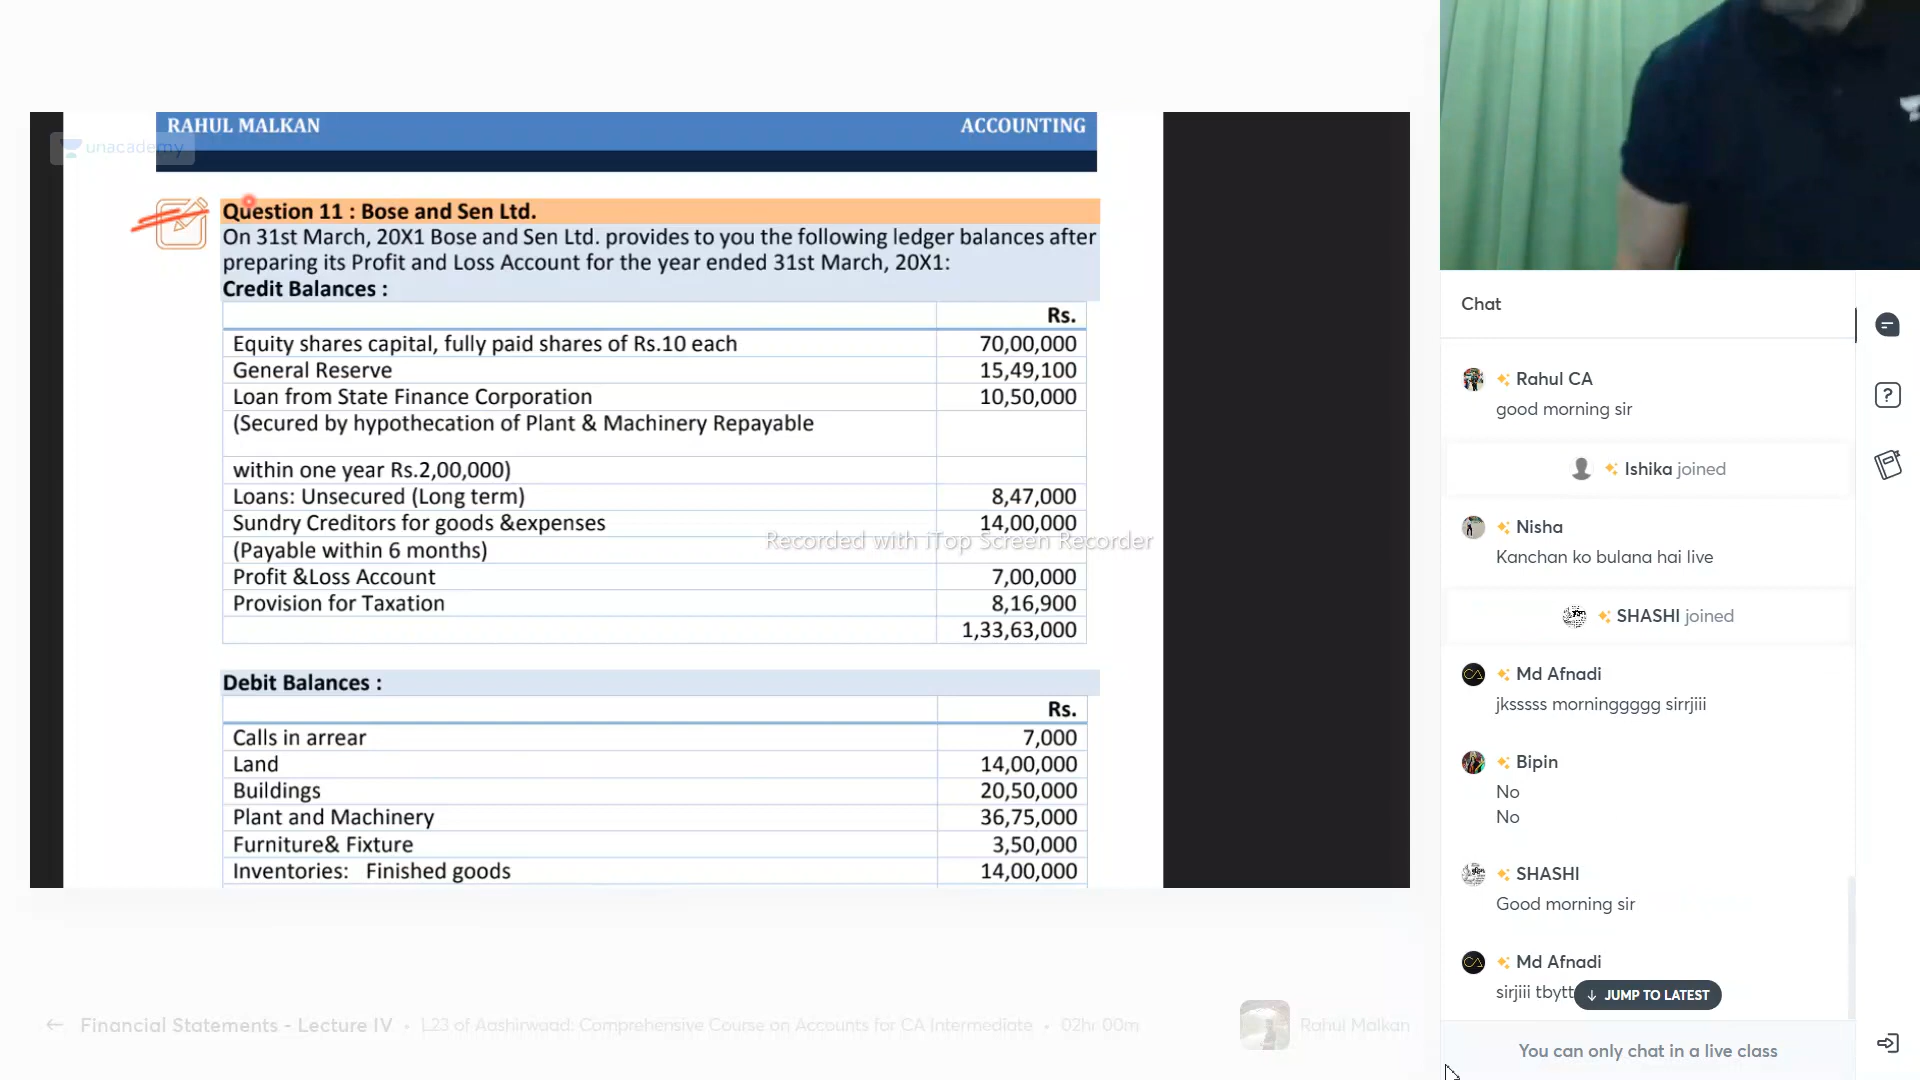 RAHUL MALKAN ACCOUNTING
unacademy
Question 11 : Bose and Sen Ltd.
On 31st March, 20X1 Bose and Sen Ltd. provides to you the following ledger balances after
preparing its Profit and Loss Account for the year ended 31st March, 20X1:
Credit Balances :
Rs.
Equity shares capital, fully paid shares of Rs.10 each 70,00,000
General Reserve 15,49,100
Loan from State Finance Corporation 10,50,000
(Secured by hypothecation of Plant & Machinery Repayable
within one year Rs.2,00,000)
Loans: Unsecured (Long term) 8,47,000
Sundry Creditors for goods &expenses 14,00,000
(Payable within 6 months)
Profit &Loss Account 7,00,000
Provision for Taxation 8,16,900
1,33,63,000
Recorded with iTop Screen Recorder
Debit Balances :
Rs.
Calls in arrear 7,000
Land 14,00,000
Buildings 20,50,000
Plant and Machinery 36,75,000
Furniture& Fixture 3,50,000
Inventories: Finished goods 14,00,000
← Financial Statements - Lecture IV • L23 of Aashirwaad: Comprehensive Course on Accounts for CA Intermediate • 02hr 00m
Rahul Malkan
Chat
Rahul CA
good morning sir
Ishika joined
Nisha
Kanchan ko bulana hai live
SHASHI joined
Md Afnadi
jksssss morninggggg sirrjiii
Bipin
No
No
SHASHI
Good morning sir
Md Afnadi
sirjiii tbytt
↓ JUMP TO LATEST
You can only chat in a live class